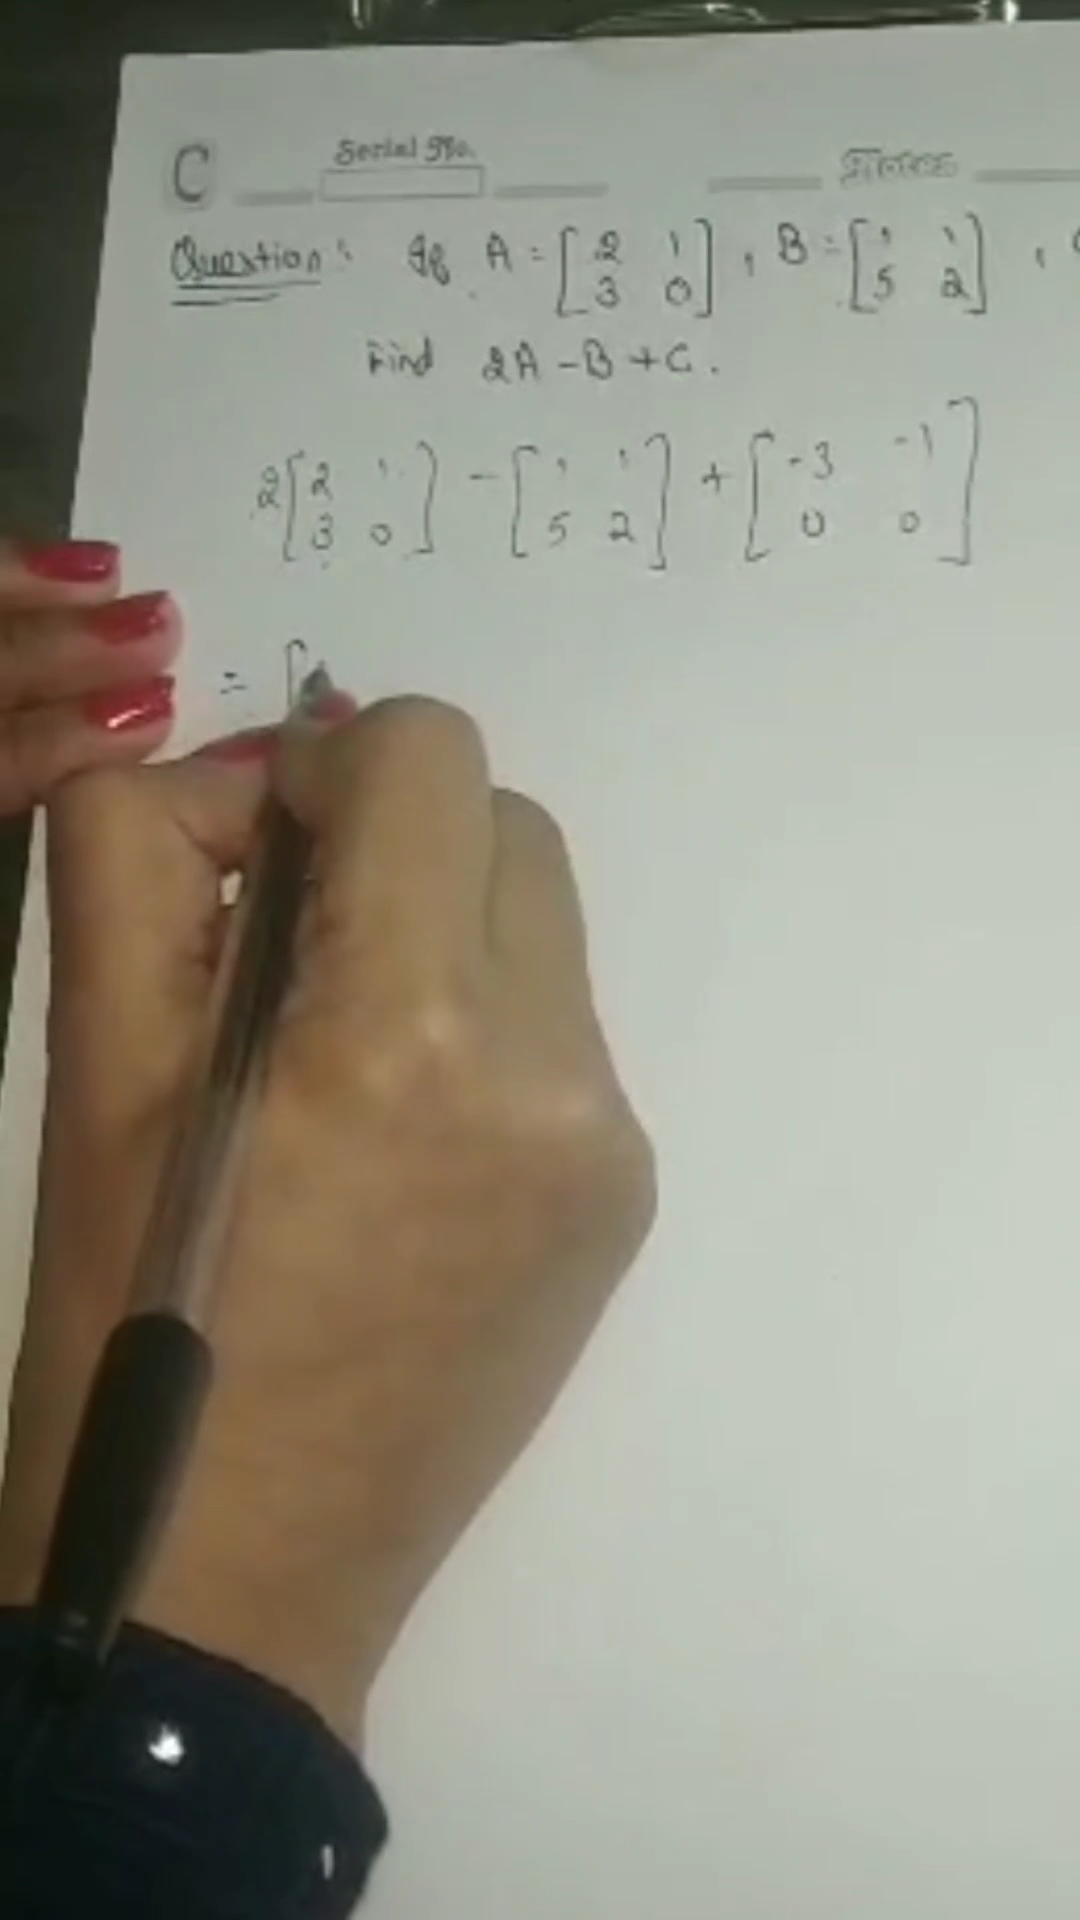 C Serial No. Notes
Question : If A = [ 2 1 ] , B = [ 1 1 ] ,
3 0 5 2
Find 2A - B + C .
2 [ 2 1 ] - [ 1 1 ] + [ -3 -1 ]
3 0 5 2 0 0
= [